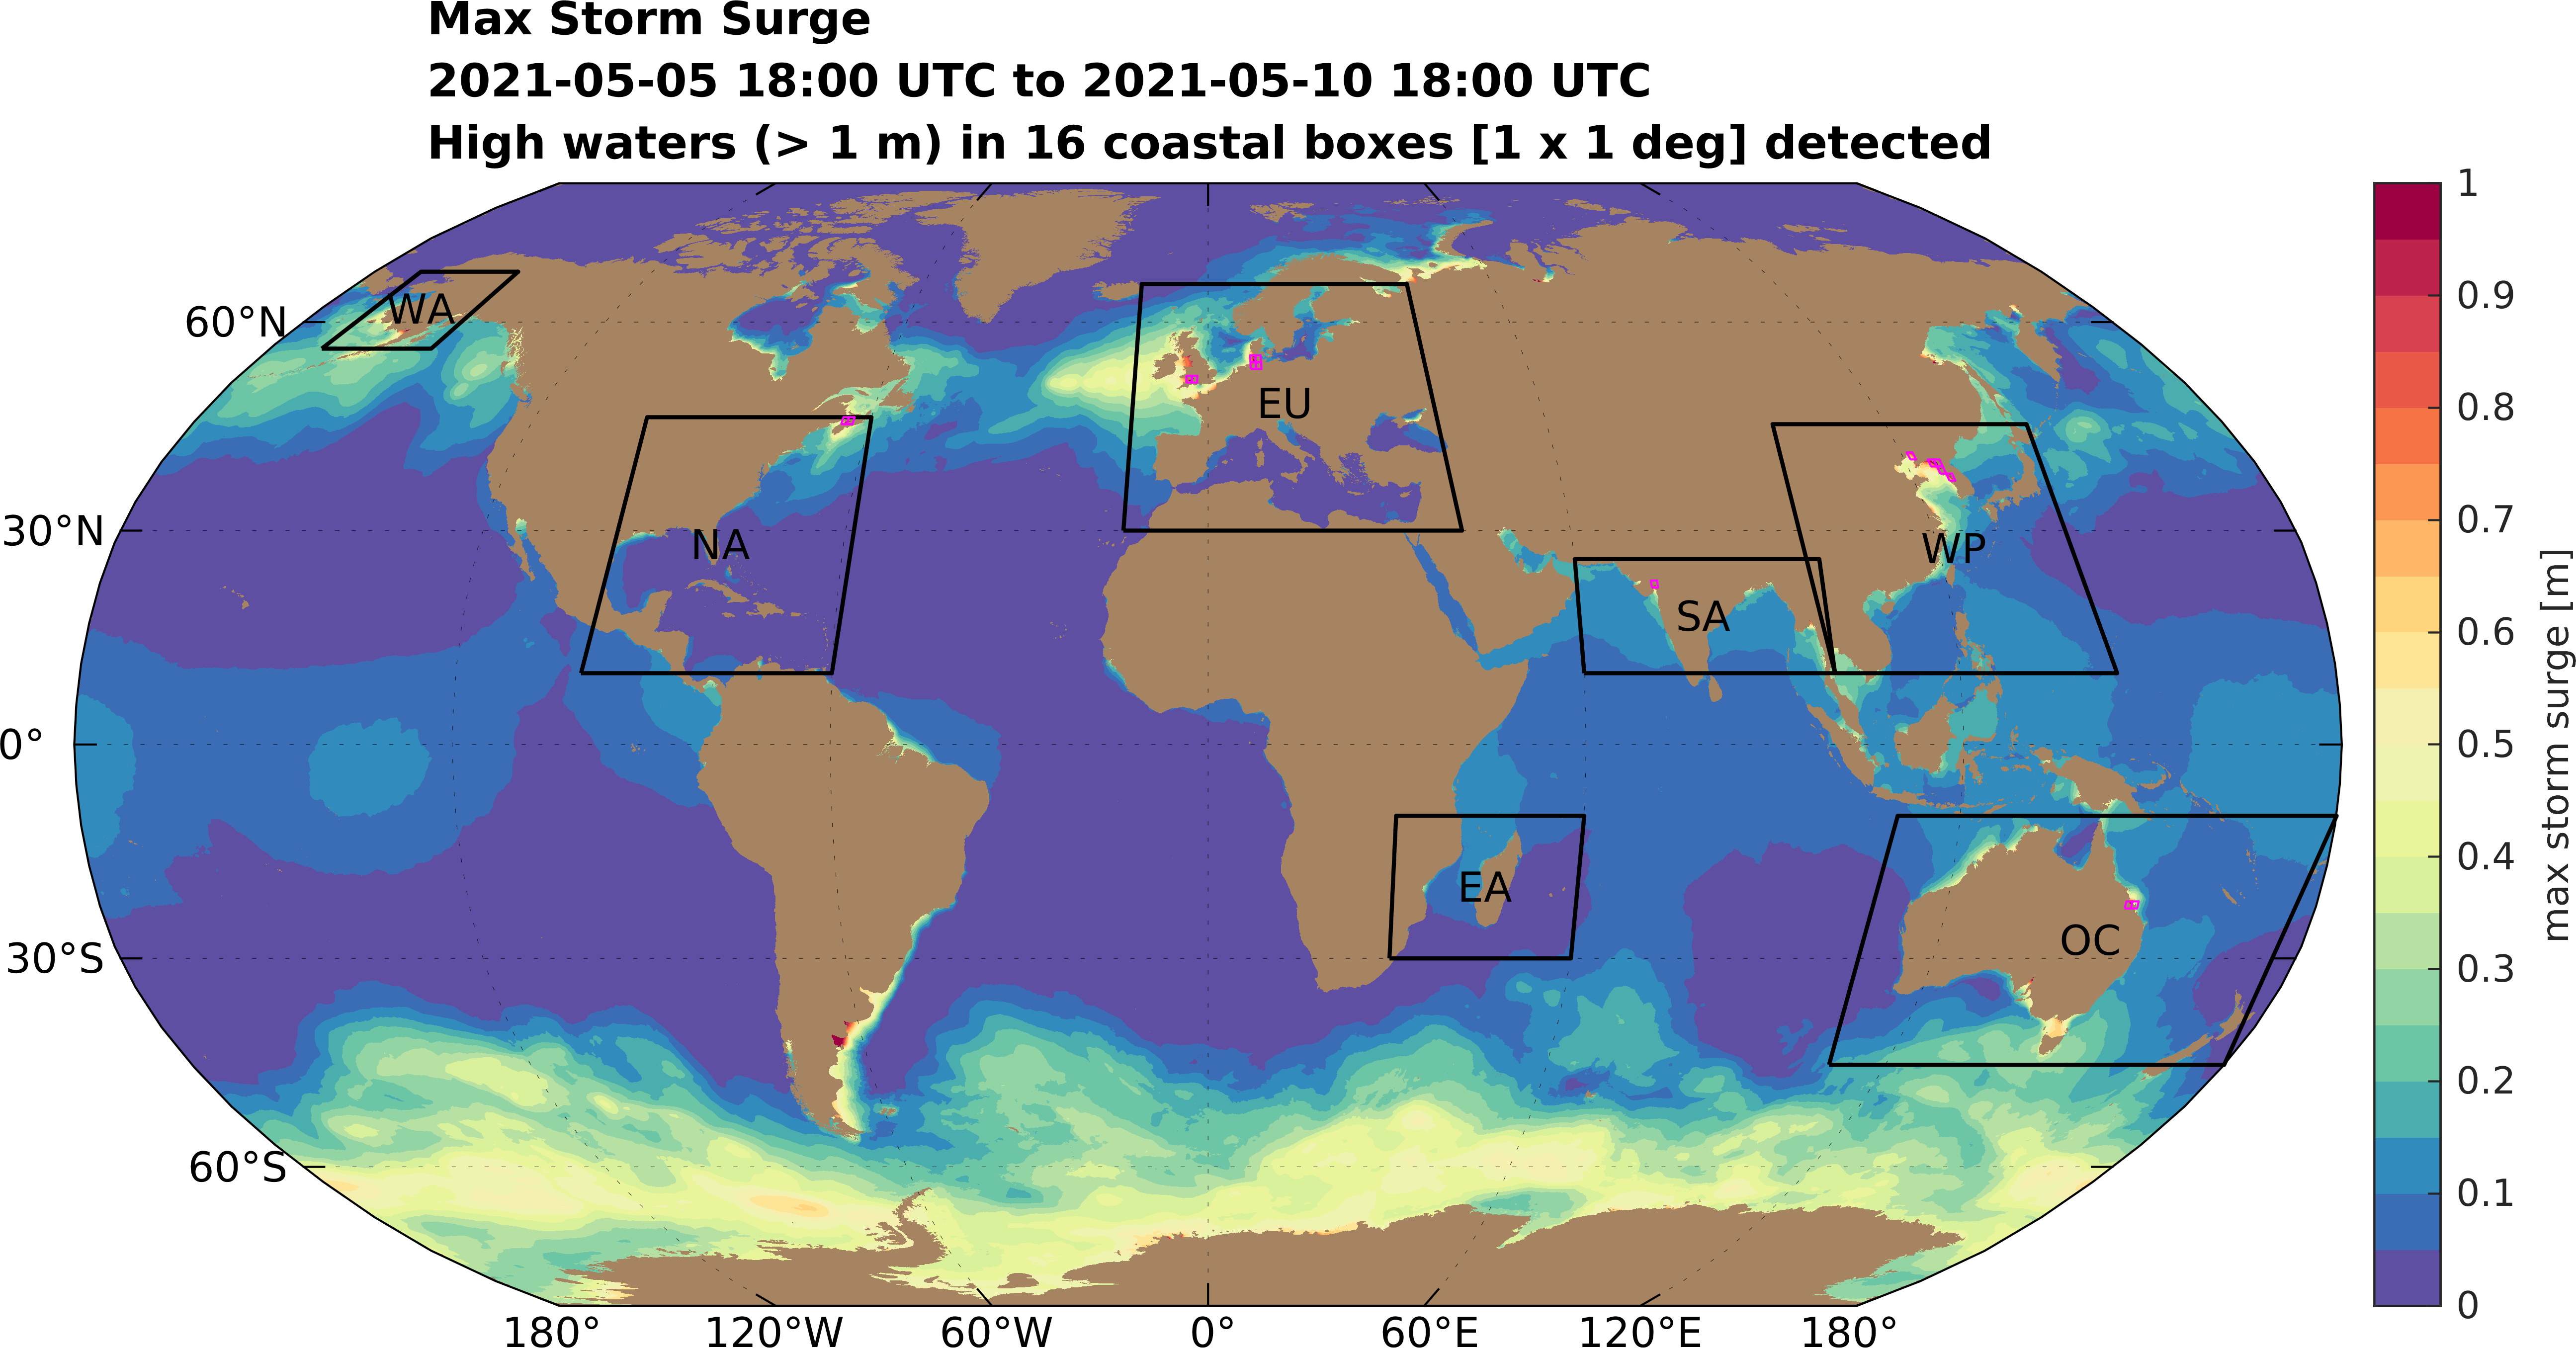 Max Storm Surge
2021-05-05 18:00 UTC to 2021-05-10 18:00 UTC
High waters (> 1 m) in 16 coastal boxes [1 x 1 deg] detected
60°N
30°N
0°
30°S
60°S
WA
NA
EU
SA
WP
EA
OC
180°
120°W
60°W
0°
60°E
120°E
180°
1
0.9
0.8
0.7
0.6
0.5
0.4
0.3
0.2
0.1
0
max storm surge [m]